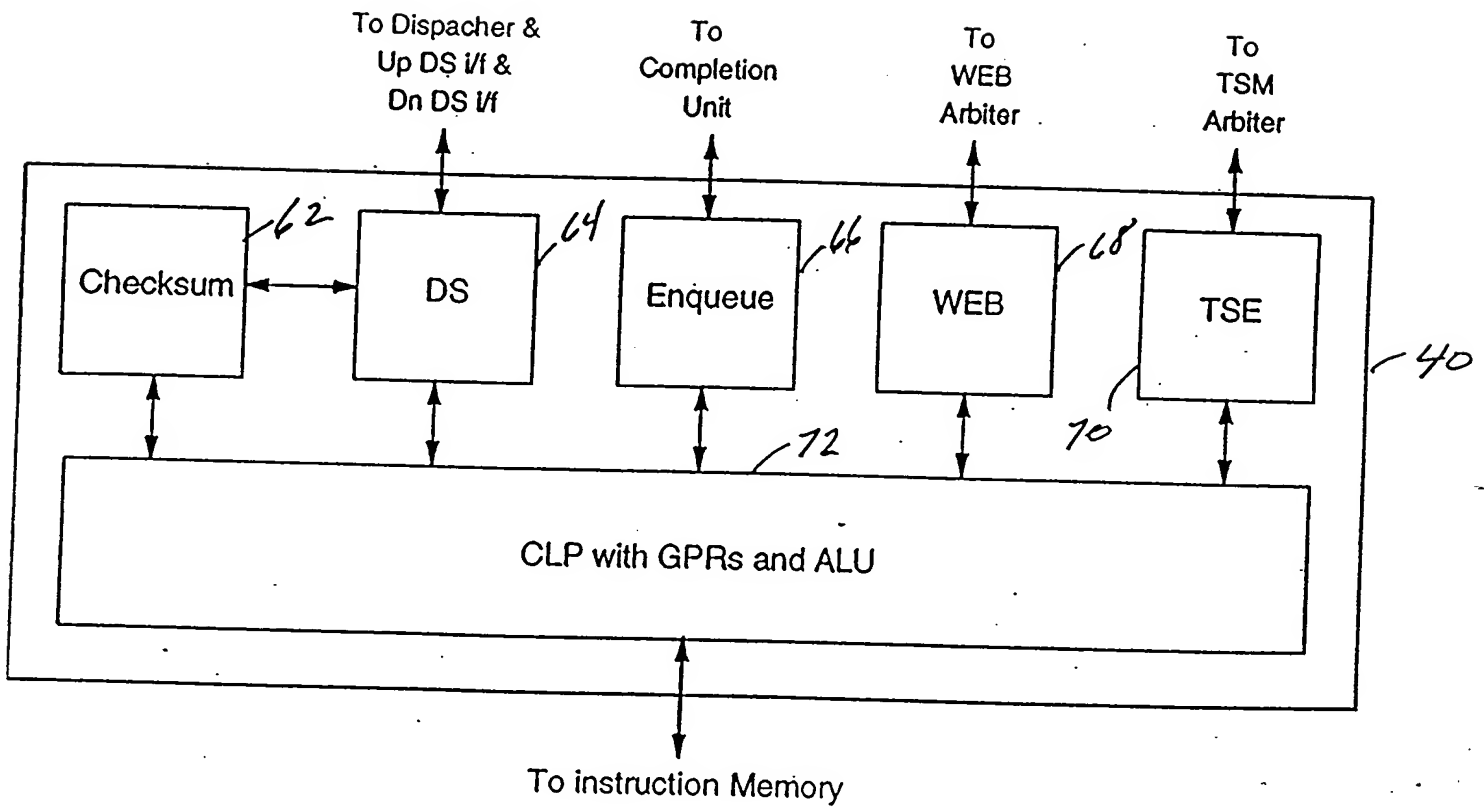 To Dispacher &
Up DS i/f &
Dn DS i/f
To
Completion
Unit
To
WEB
Arbiter
To
TSM
Arbiter
62
64
66
68
Checksum
DS
Enqueue
WEB
TSE
40
70
72
CLP with GPRs and ALU
To instruction Memory